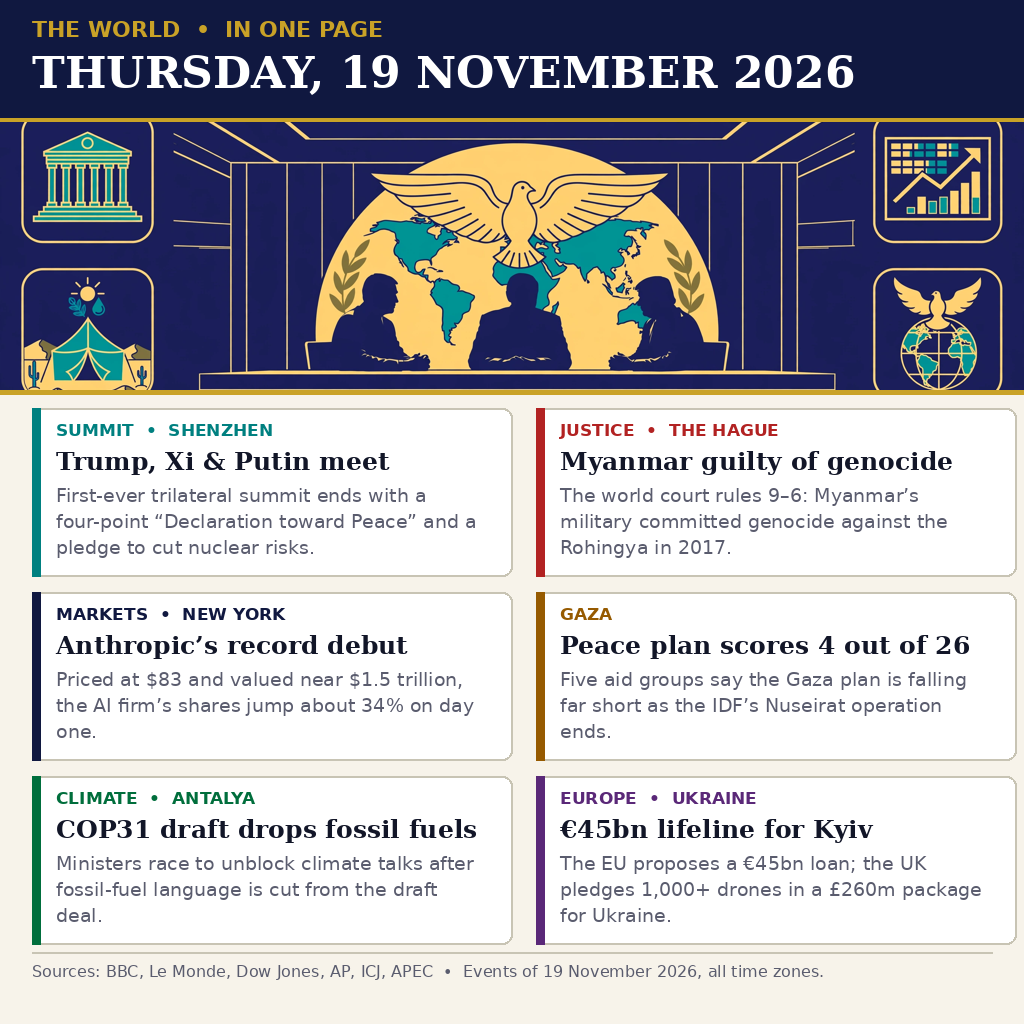 THE WORLD • IN ONE PAGE
THURSDAY, 19 NOVEMBER 2026
SUMMIT • SHENZHEN
Trump, Xi & Putin meet
First-ever trilateral summit ends with a
four-point “Declaration toward Peace” and a
pledge to cut nuclear risks.
JUSTICE • THE HAGUE
Myanmar guilty of genocide
The world court rules 9–6: Myanmar’s
military committed genocide against the
Rohingya in 2017.
MARKETS • NEW YORK
Anthropic’s record debut
Priced at $83 and valued near $1.5 trillion,
the AI firm’s shares jump about 34% on day
one.
GAZA
Peace plan scores 4 out of 26
Five aid groups say the Gaza plan is falling
far short as the IDF’s Nuseirat operation
ends.
CLIMATE • ANTALYA
COP31 draft drops fossil fuels
Ministers race to unblock climate talks after
fossil-fuel language is cut from the draft
deal.
EUROPE • UKRAINE
€45bn lifeline for Kyiv
The EU proposes a €45bn loan; the UK
pledges 1,000+ drones in a £260m package
for Ukraine.
Sources: BBC, Le Monde, Dow Jones, AP, ICJ, APEC • Events of 19 November 2026, all time zones.